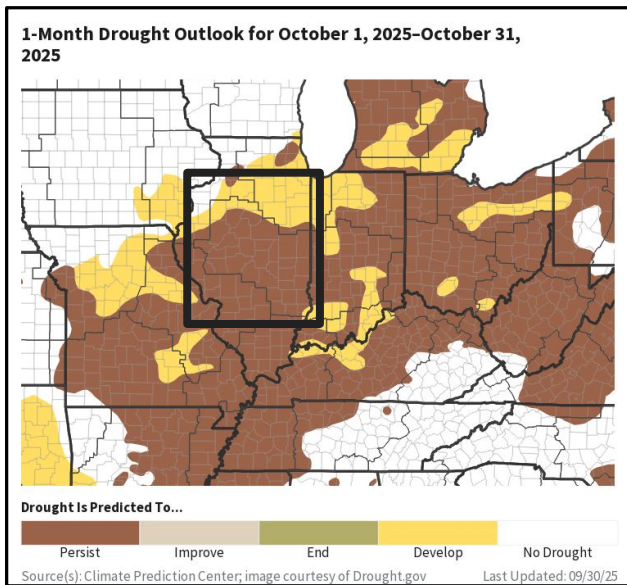 1-Month Drought Outlook for October 1, 2025–October 31,
2025
Drought Is Predicted To...
Persist Improve End Develop No Drought
Source(s): Climate Prediction Center; image courtesy of Drought.gov Last Updated: 09/30/25